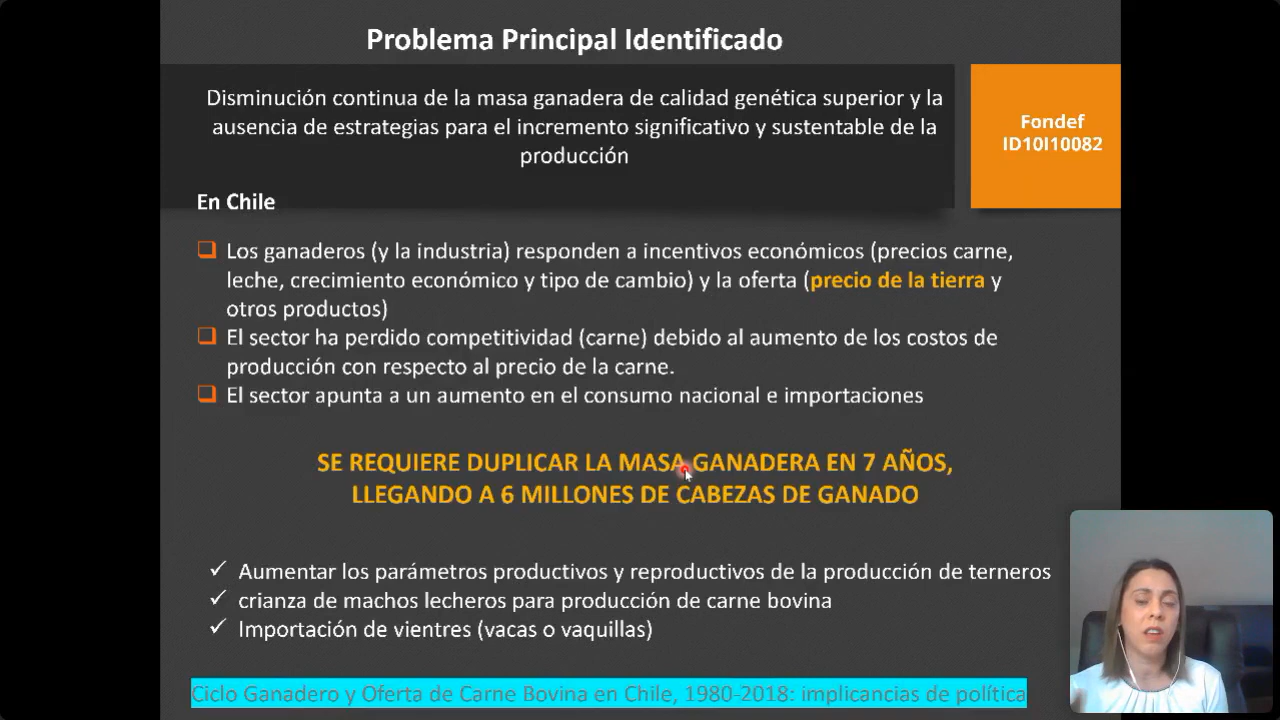 Problema Principal Identificado
Disminución continua de la masa ganadera de calidad genética superior y la
ausencia de estrategias para el incremento significativo y sustentable de la
producción
Fondef
ID10I10082
En Chile
Los ganaderos (y la industria) responden a incentivos económicos (precios carne,
leche, crecimiento económico y tipo de cambio) y la oferta (precio de la tierra y
otros productos)
El sector ha perdido competitividad (carne) debido al aumento de los costos de
producción con respecto al precio de la carne.
El sector apunta a un aumento en el consumo nacional e importaciones
SE REQUIERE DUPLICAR LA MASA GANADERA EN 7 AÑOS,
LLEGANDO A 6 MILLONES DE CABEZAS DE GANADO
Aumentar los parámetros productivos y reproductivos de la producción de terneros
crianza de machos lecheros para producción de carne bovina
Importación de vientres (vacas o vaquillas)
Ciclo Ganadero y Oferta de Carne Bovina en Chile, 1980-2018: implicancias de política